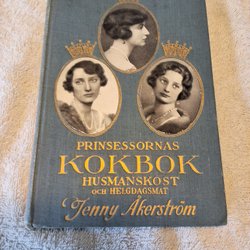 PRINSESSORNAS
KOKBOK
HUSMANSKOST
OCH HELGDAGSMAT
Jenny Åkerström